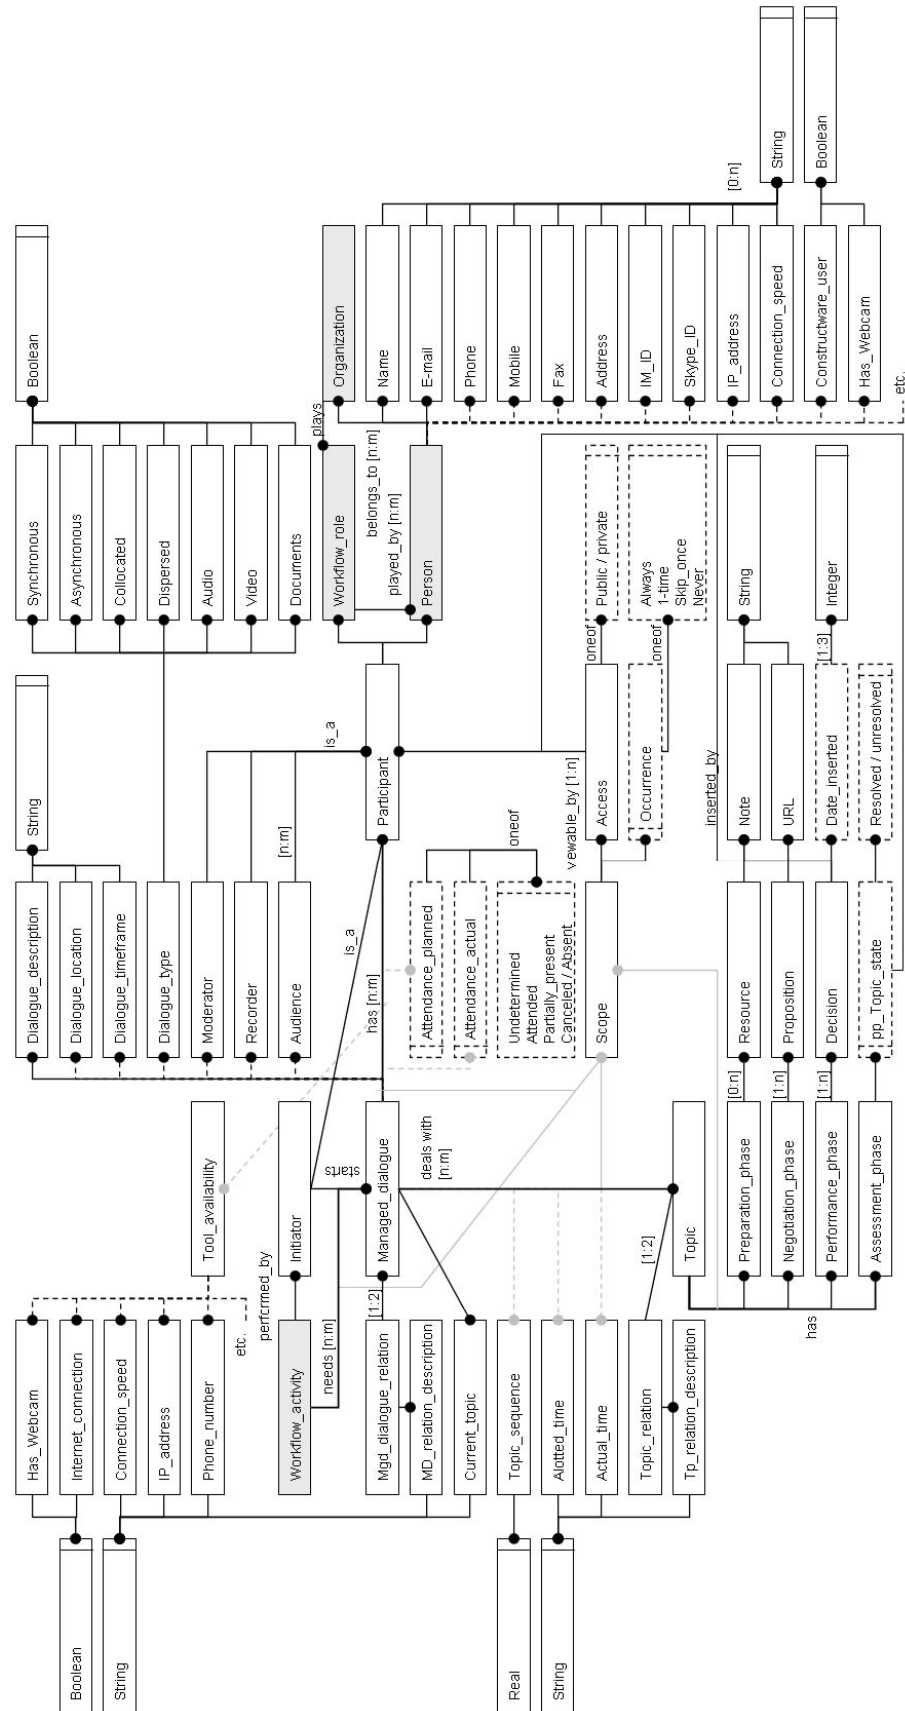 Boolean
String
Real
String
Has_Webcam
Internet_connection
Connection_speed
IP_address
Phone_number
etc.
Workflow_activity
performed_by
needs [n:m]
Mgd_dialogue_relation
[1:2]
MD_relation_description
Current_topic
Topic_sequence
Alotted_time
Actual_time
Topic_relation
Tp_relation_description
has
Tool_availability
Initiator
starts
Managed_dialogue
deals with
[n:m]
[1:2]
Topic
Preparation_phase
Negotiation_phase
Performance_phase
Assessment_phase
[0:n]
[1:n]
[1:n]
Dialogue_description
Dialogue_location
Dialogue_timeframe
Dialogue_type
Moderator
Recorder
Audience
is_a
has [n:m]
Attendance_planned
Attendance_actual
Undetermined
Attended
Partially_present
Canceled / Absent
Scope
Resource
Proposition
Decision
pp_Topic_state
String
[n:m]
is_a
Participant
oneof
vewable_by [1:n]
Access
Occurrence
oneof
oneof
inserted_by
Note
URL
Date_inserted
[1:3]
Resolved / unresolved
Synchronous
Asynchronous
Collocated
Dispersed
Audio
Video
Documents
Workflow_role
plays
belongs_to [n:m]
played_by [n:m]
Person
Public / private
Always
1-time
Skip_once
Never
String
Integer
Boolean
Organization
Name
E-mail
Phone
Mobile
Fax
Address
IM_ID
Skype_ID
IP_address
Connection_speed
Constructware_user
Has_Webcam
etc.
[0:n]
String
Boolean